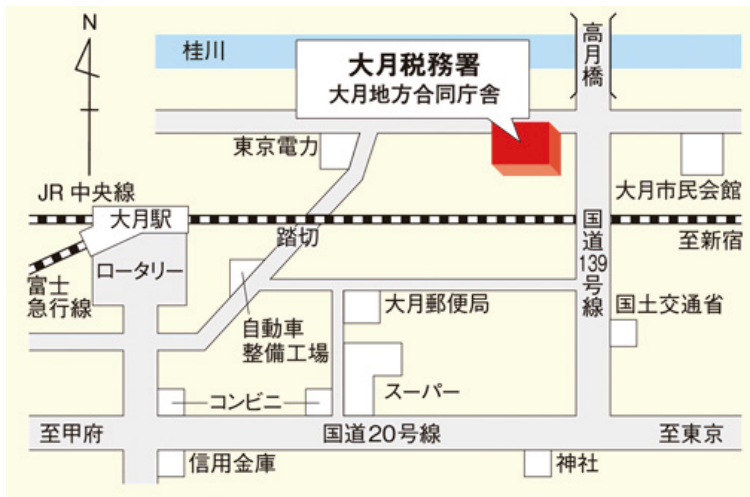 N
桂川
大月税務署
大月地方合同庁舎
高月橋
東京電力
大月市民会館
JR中央線
大月駅
踏切
至新宿
ロータリー
富士
急行線
国道139号線
自動車
整備工場
大月郵便局
国土交通省
コンビニ
スーパー
至甲府
国道20号線
至東京
信用金庫
神社